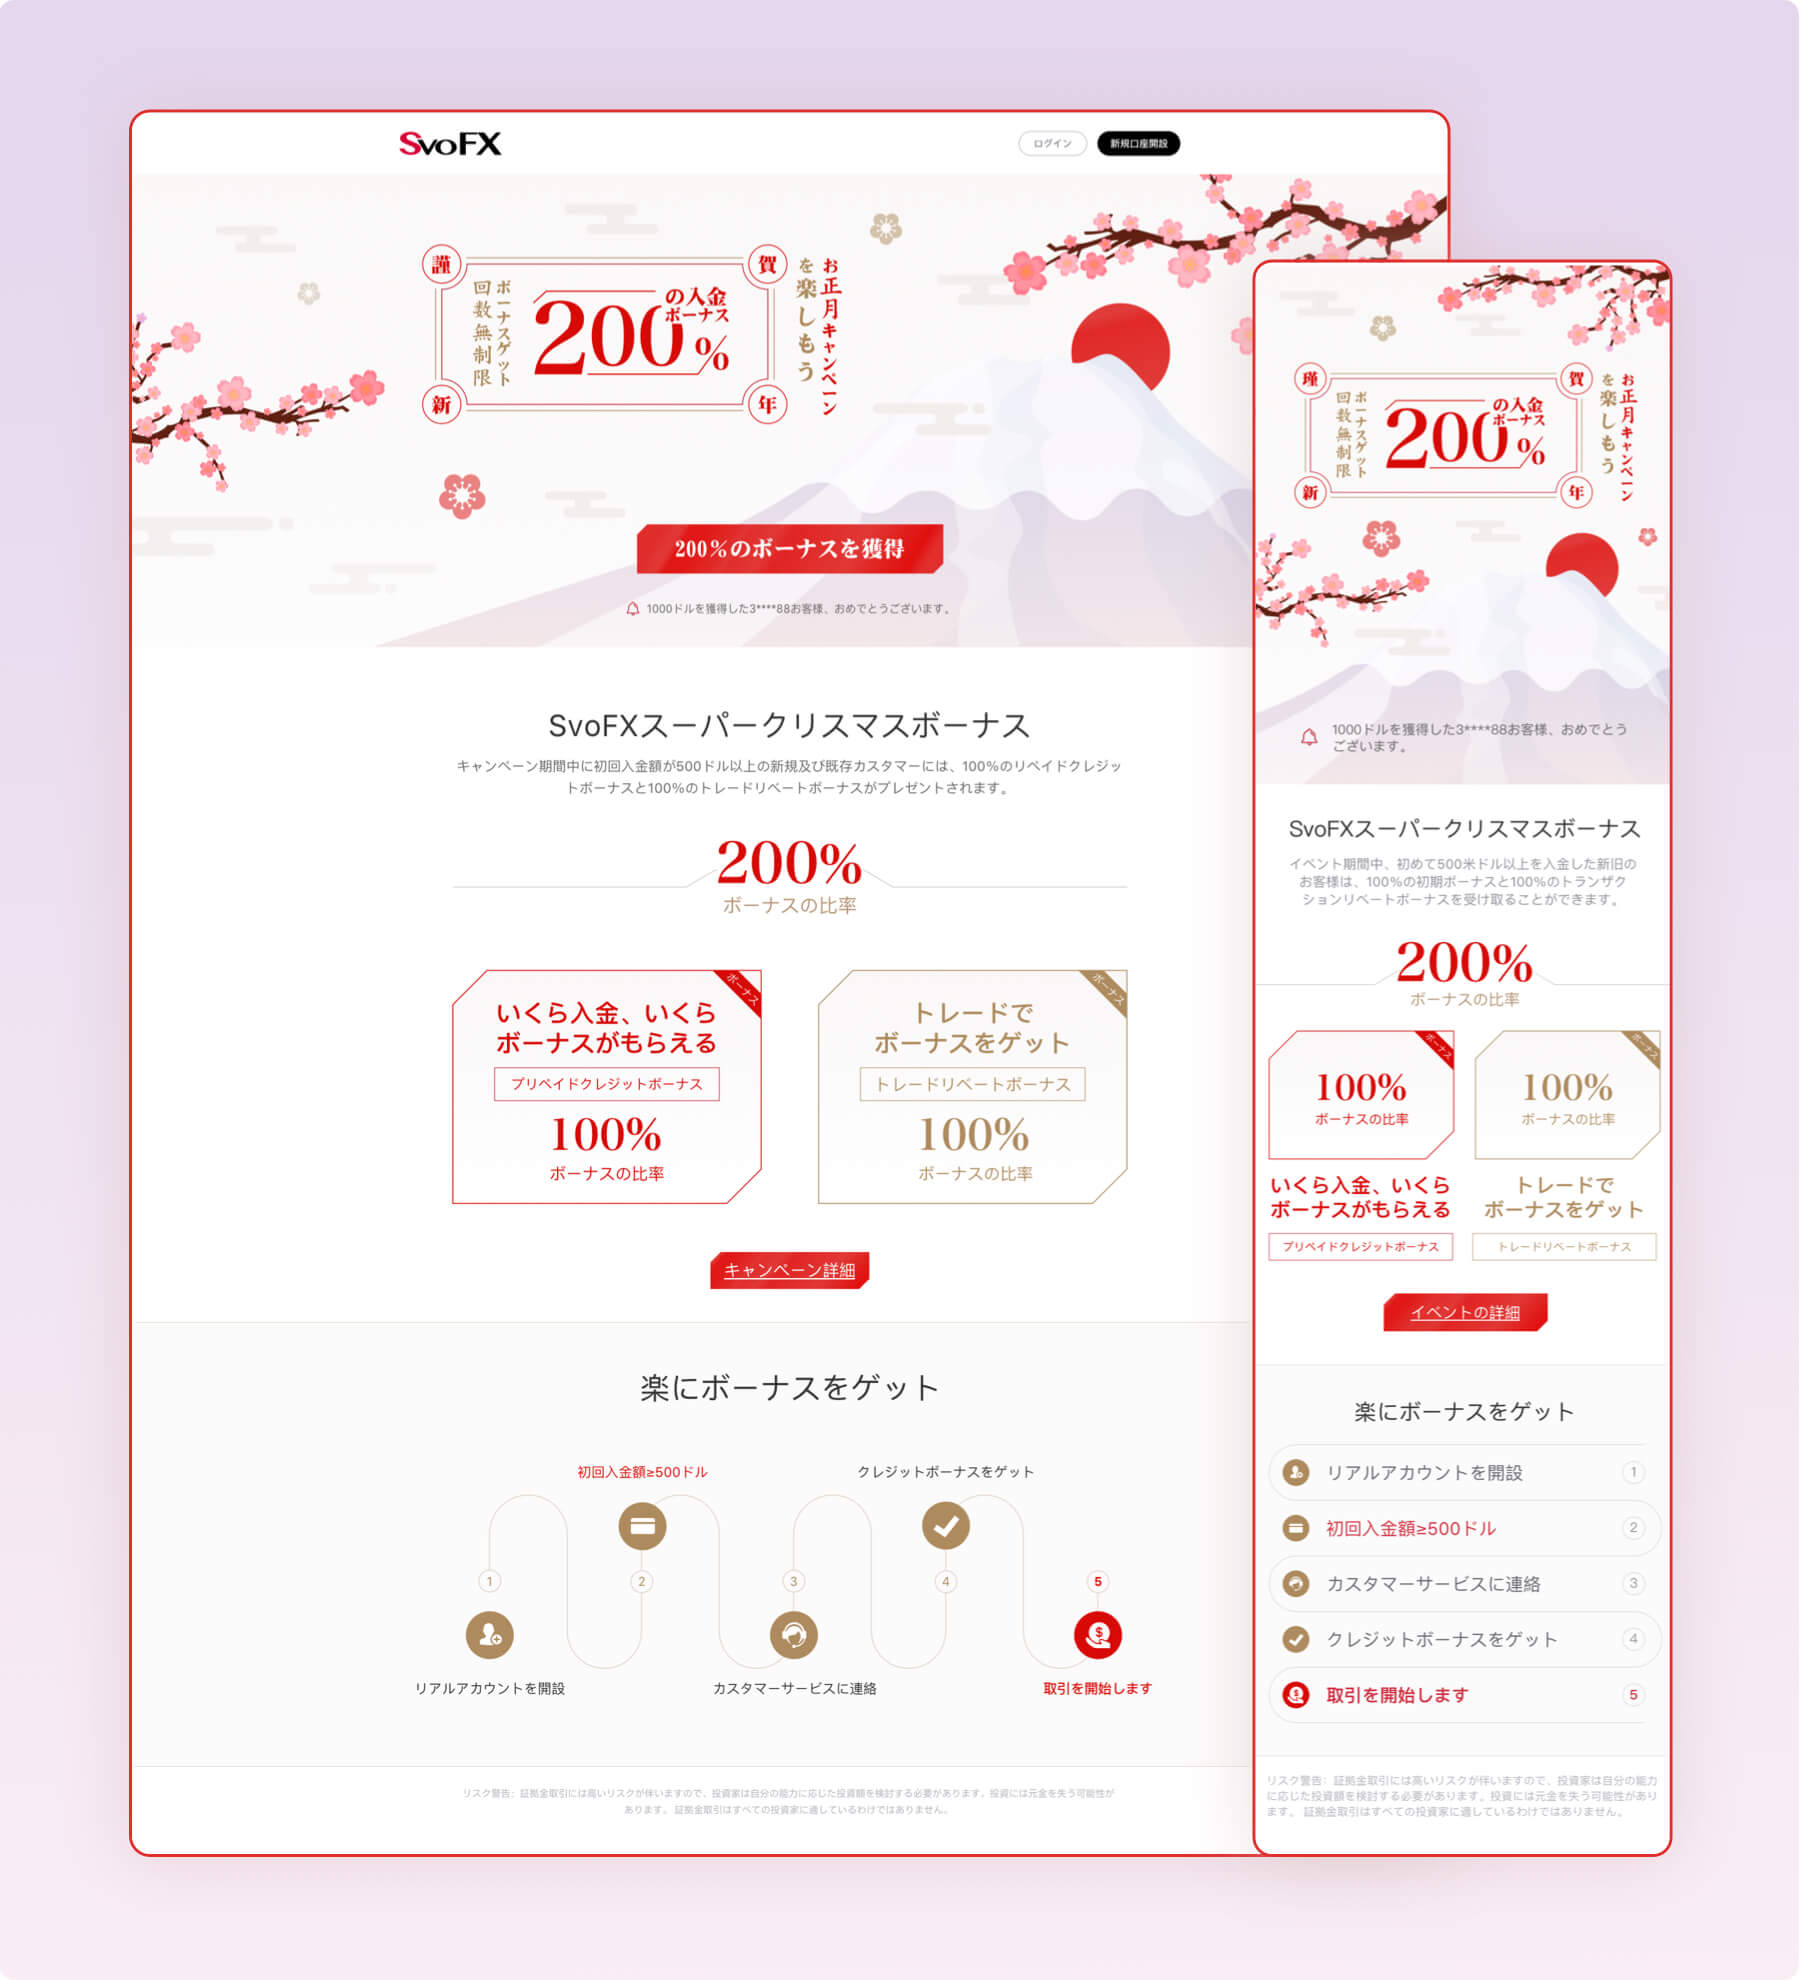 SvoFX
ログイン
新規口座開設
謹
賀
新
年
お正月キャンペーン
を楽しもう
ボーナスゲット
回数無制限
200%
の入金
ボーナス
200%のボーナスを獲得
1000ドルを獲得した3****88お客様、おめでとうございます。
SvoFXスーパークリスマスボーナス
キャンペーン期間中に初回入金額が500ドル以上の新規及び既存カスタマーには、100%のリペイドクレジッ
トボーナスと100%のトレードリベートボーナスがプレゼントされます。
200%
ボーナスの比率
ボーナス
いくら入金、いくら
ボーナスがもらえる
プリペイドクレジットボーナス
100%
ボーナスの比率
ボーナス
トレードで
ボーナスをゲット
トレードリベートボーナス
100%
ボーナスの比率
キャンペーン詳細
楽にボーナスをゲット
初回入金額≥500ドル
クレジットボーナスをゲット
1
2
3
4
5
リアルアカウントを開設
カスタマーサービスに連絡
取引を開始します
リスク警告：証拠金取引には高いリスクが伴いますので、投資家は自分の能力に応じた投資額を検討する必要があります。投資には元金を失う可能性が
あります。 証拠金取引はすべての投資家に適しているわけではありません。
瑾
賀
新
年
お正月キャンペーン
を楽しもう
ボーナスゲット
回数無制限
200%
の入金
ボーナス
1000ドルを獲得した3****88お客様、おめでとう
ございます。
SvoFXスーパークリスマスボーナス
イベント期間中、初めて500米ドル以上を入金した新旧の
お客様は、100%の初期ボーナスと100%のトランザク
ションリベートボーナスを受け取ることができます。
200%
ボーナスの比率
ボーナス
100%
ボーナスの比率
いくら入金、いくら
ボーナスがもらえる
プリペイドクレジットボーナス
ボーナス
100%
ボーナスの比率
トレードで
ボーナスをゲット
トレードリベートボーナス
イベントの詳細
楽にボーナスをゲット
リアルアカウントを開設 1
初回入金額≥500ドル 2
カスタマーサービスに連絡 3
クレジットボーナスをゲット 4
取引を開始します 5
リスク警告：証拠金取引には高いリスクが伴いますので、投資家は自分の能力
に応じた投資額を検討する必要があります。投資には元金を失う可能性があり
ます。 証拠金取引はすべての投資家に適しているわけではありません。